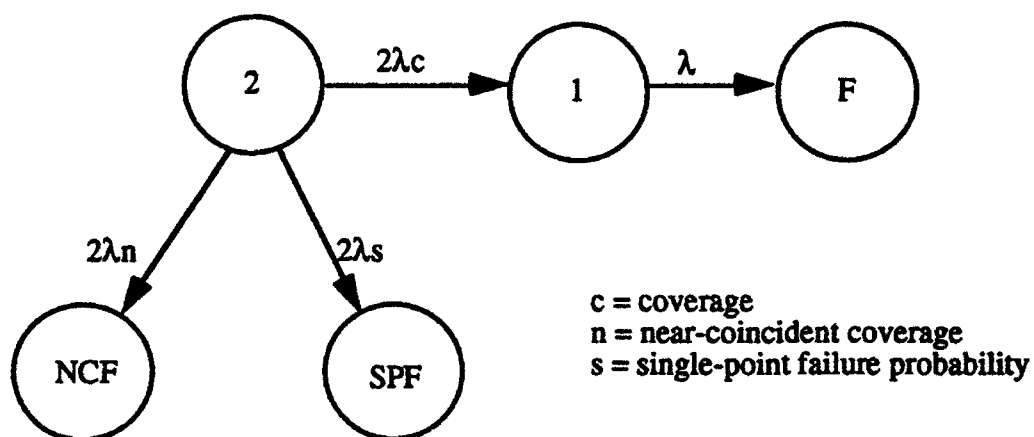 2
2λc
1
λ
F
2λn
2λs
NCF
SPF
c = coverage
n = near-coincident coverage
s = single-point failure probability